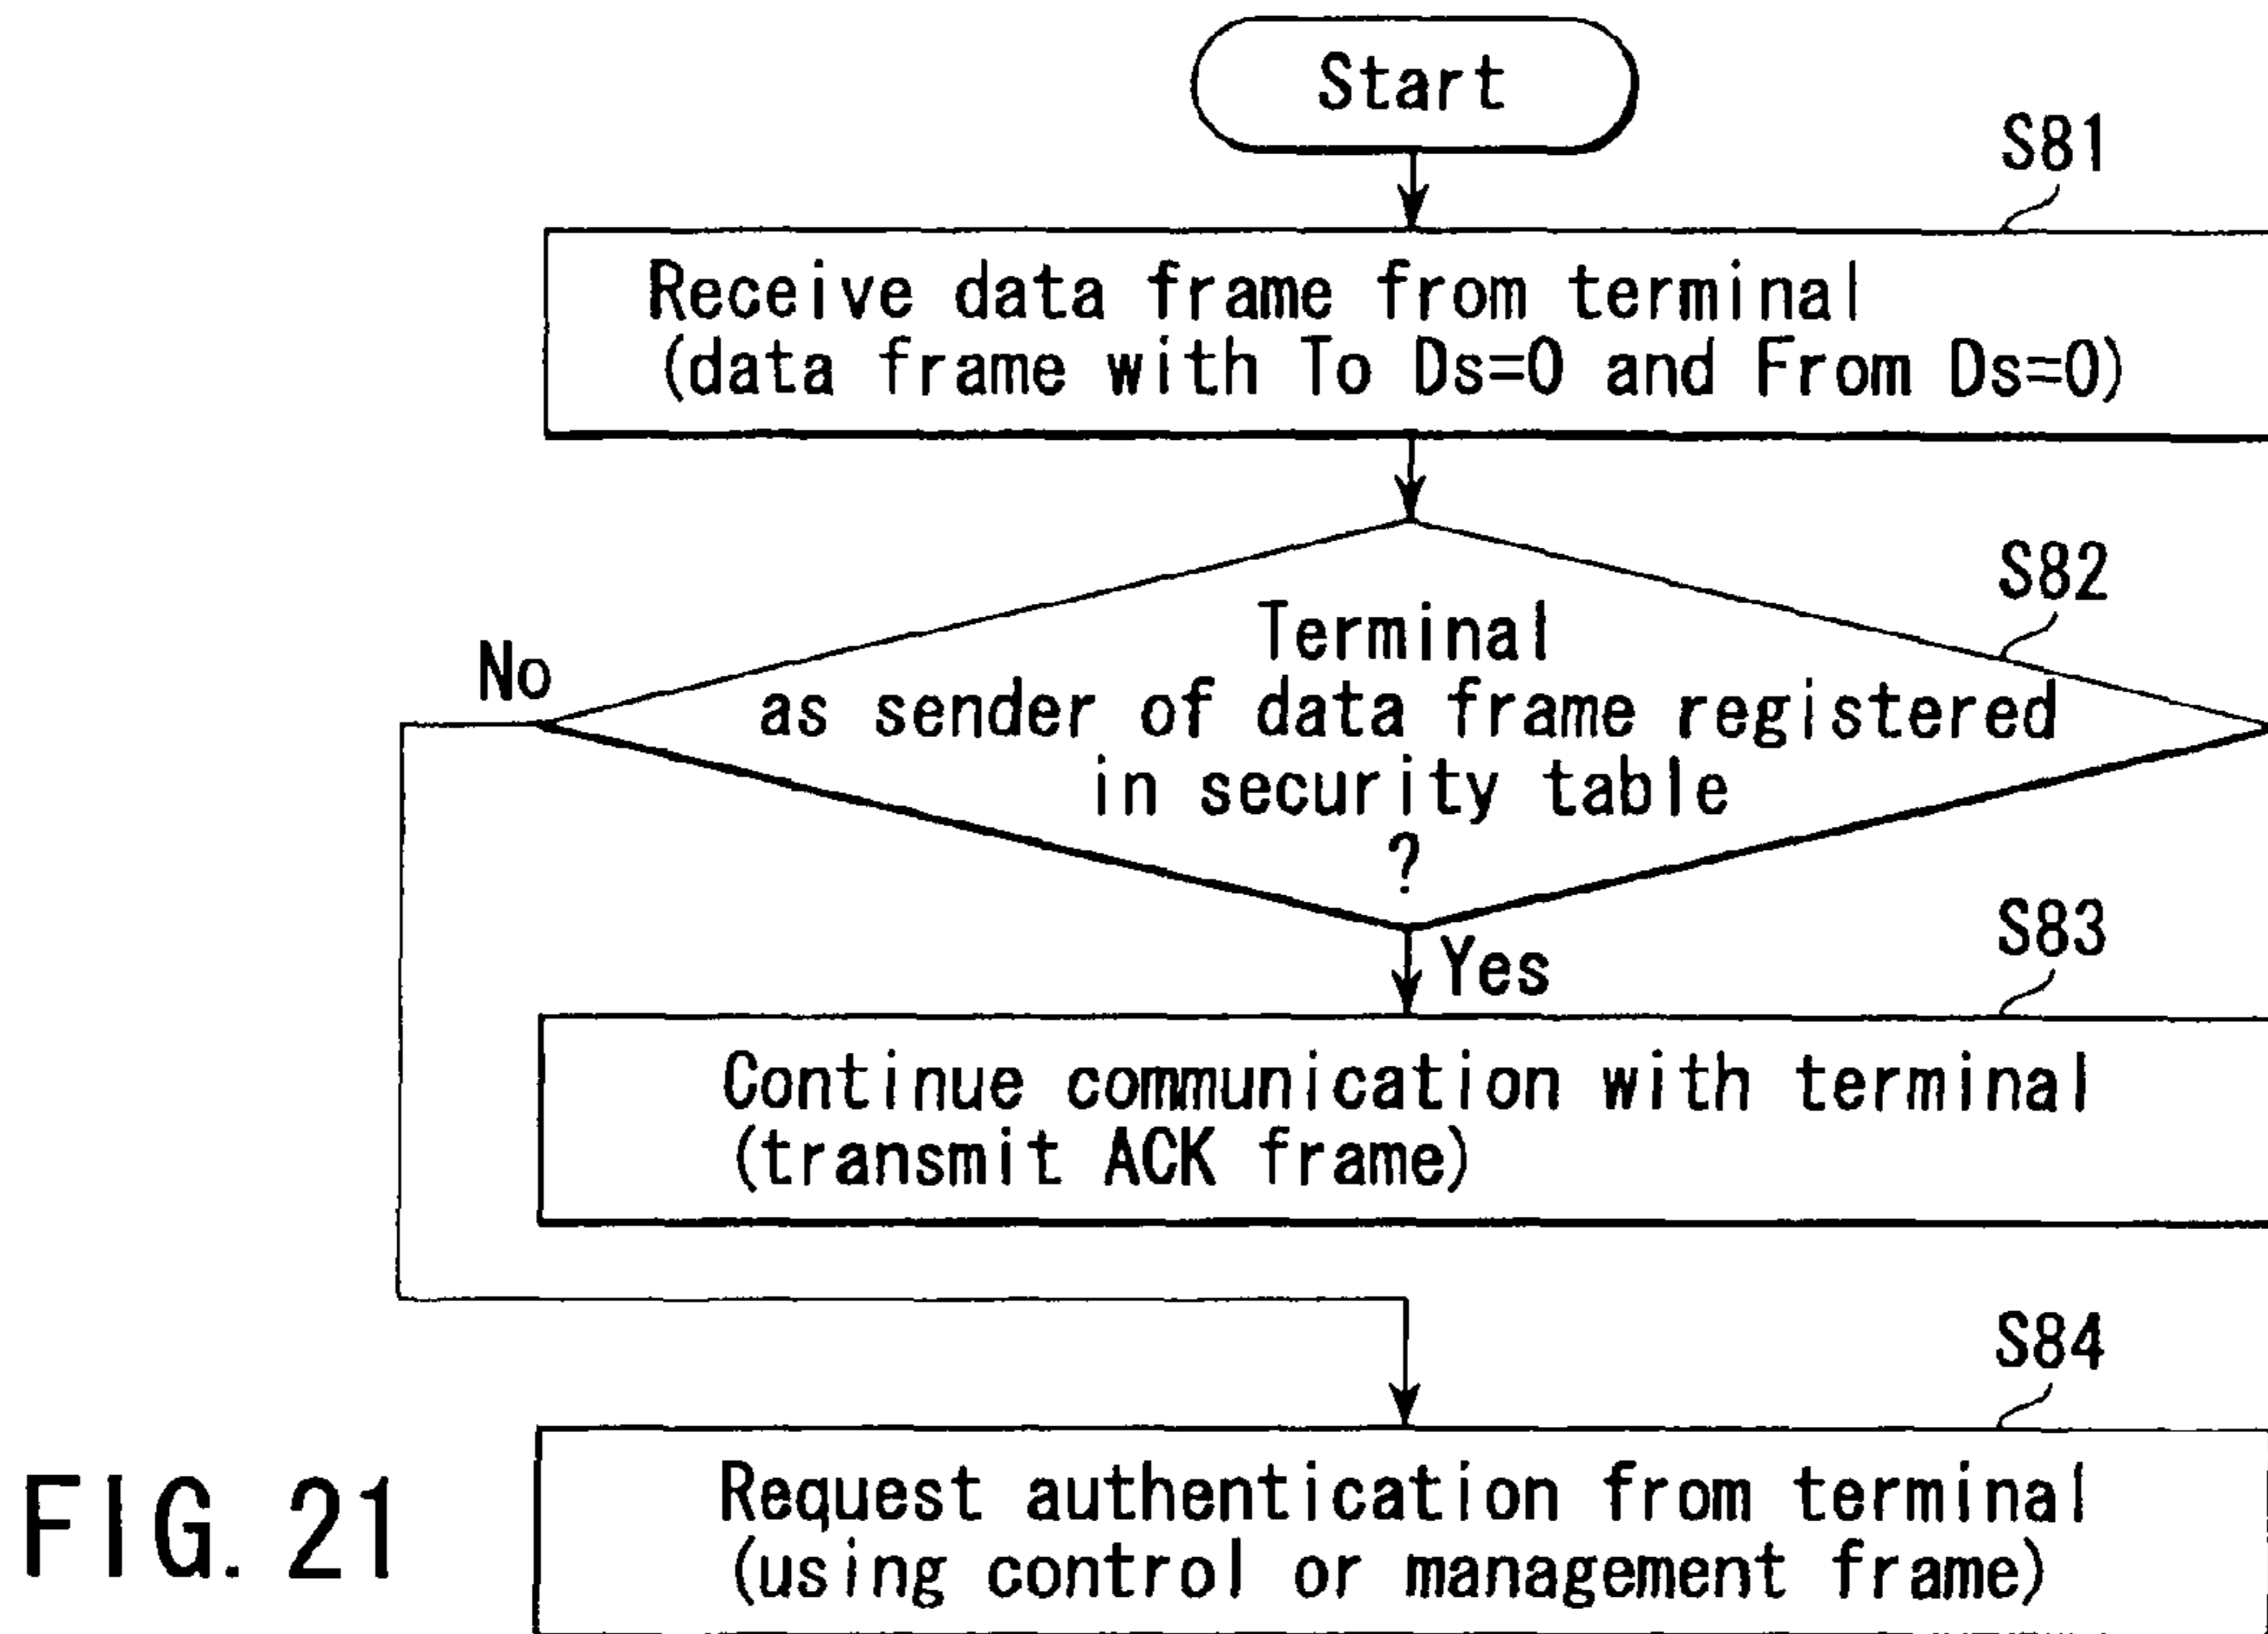 Start
S81
Receive data frame from terminal
(data frame with To Ds=0 and From Ds=0)
S82
No
Terminal
as sender of data frame registered
in security table
?
Yes
S83
Continue communication with terminal
(transmit ACK frame)
S84
Request authentication from terminal
(using control or management frame)
FIG. 21